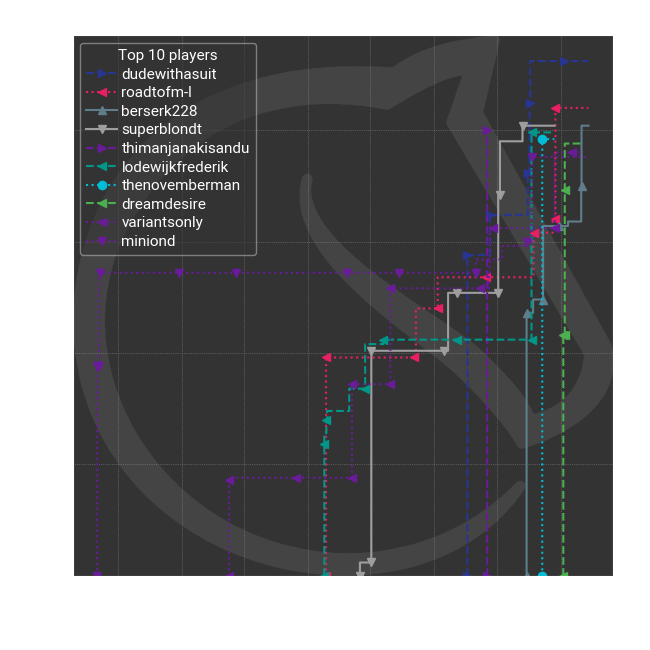 Top 10 players
dudewithasuit
roadtofm-l
berserk228
superblondt
thimanjanakisandu
lodewijkfrederik
thenovemberman
dreamdesire
variantsonly
miniond